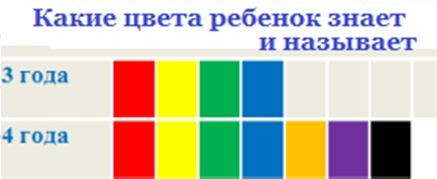 Какие цвета ребенок знает
и называет
3 года
4 года